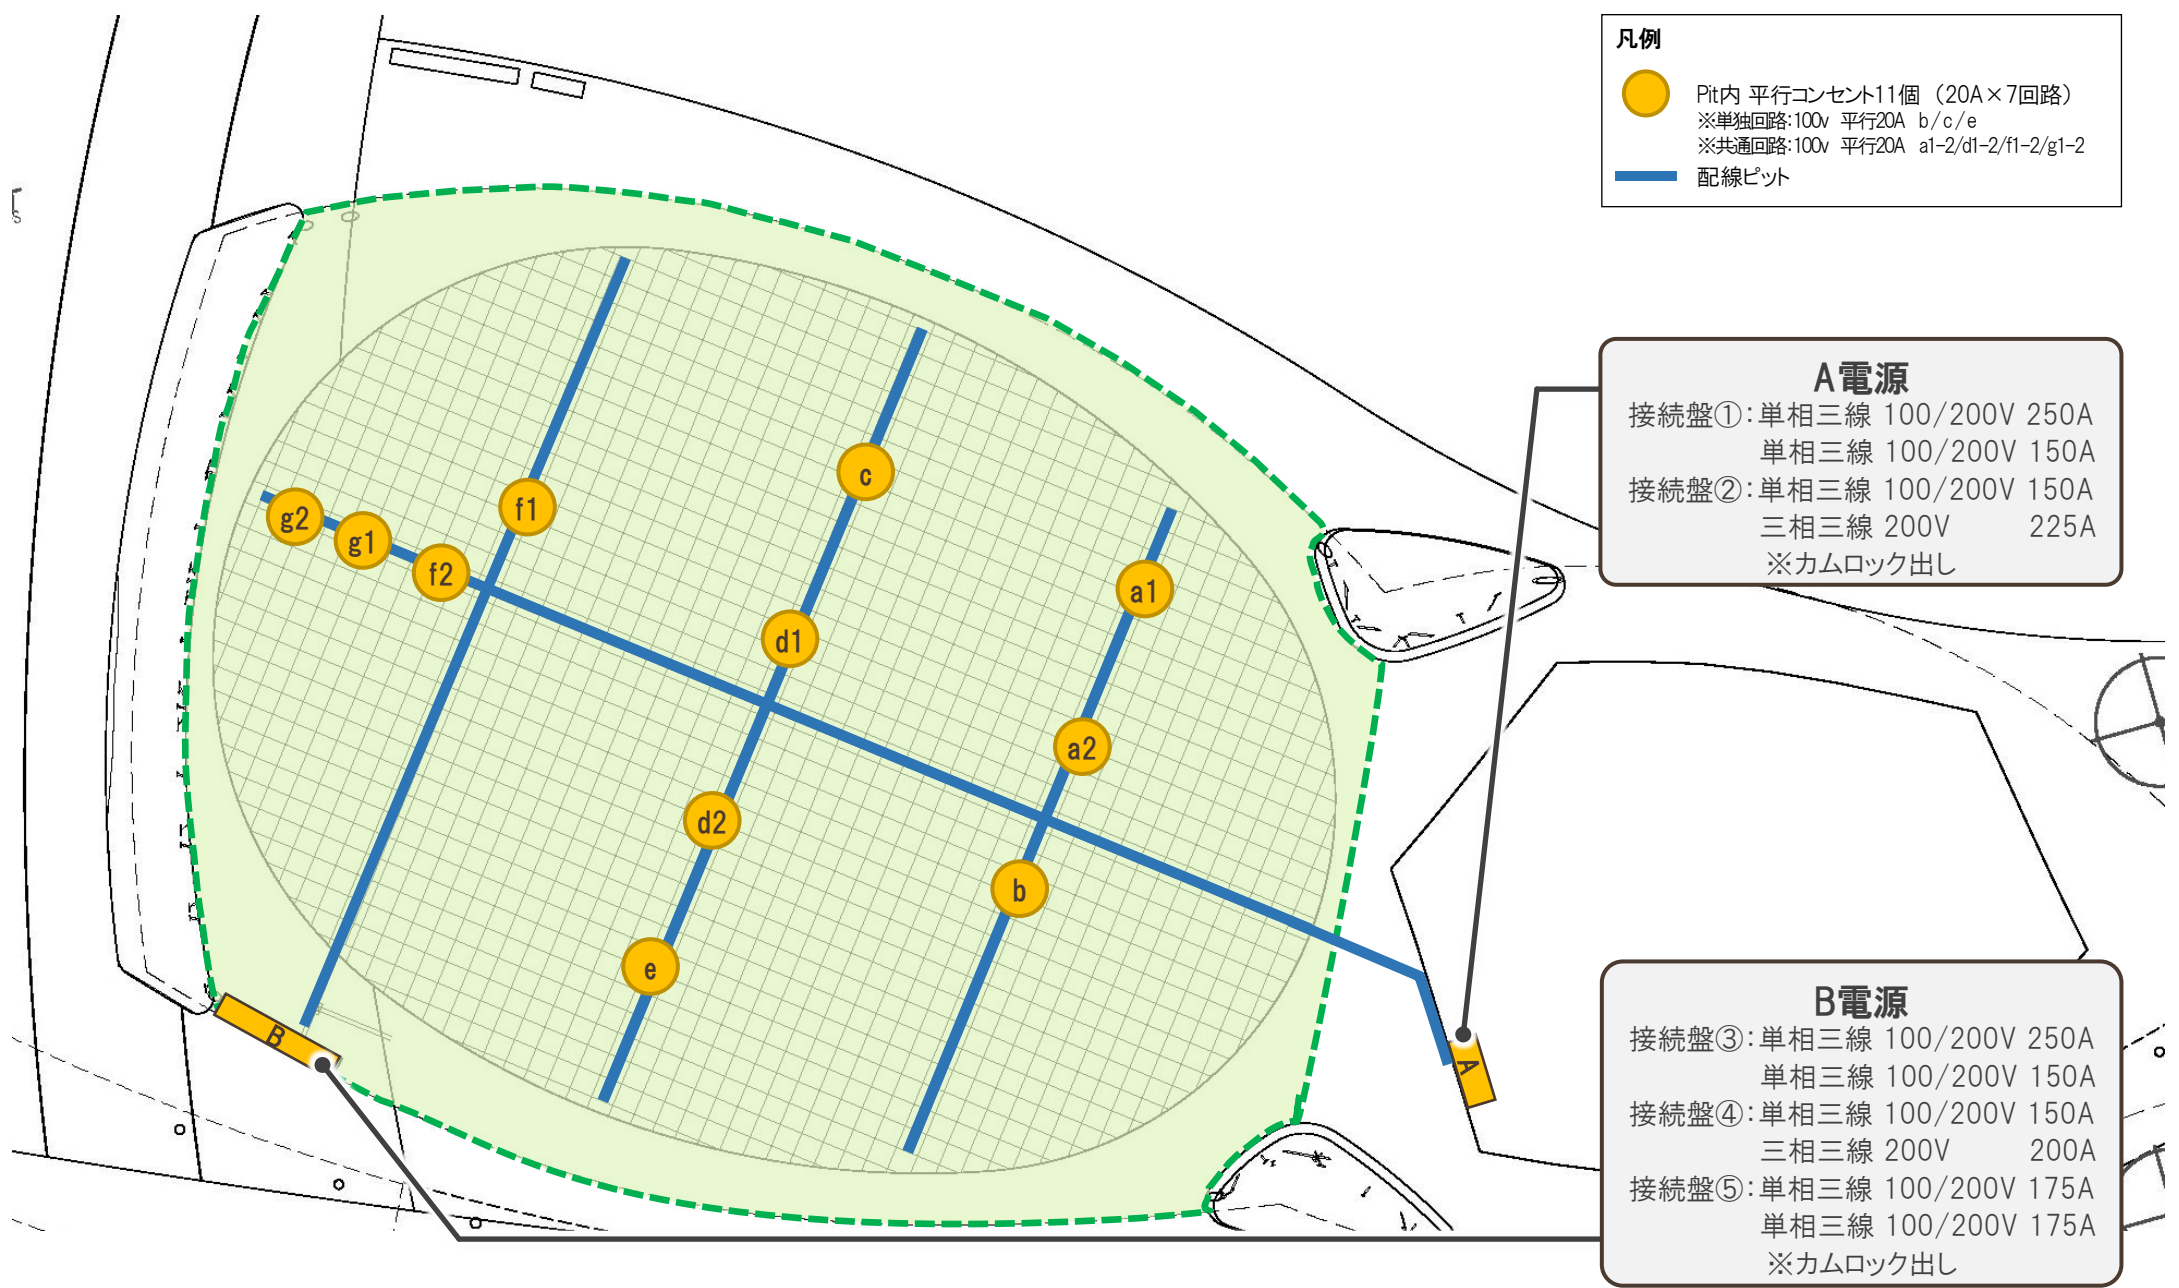 凡例
Pit内 平行コンセント11個 （20A×7回路）
※単独回路:100v 平行20A b/c/e
※共通回路:100v 平行20A a1-2/d1-2/f1-2/g1-2
配線ピット
A電源
接続盤①:単相三線 100/200V 250A
単相三線 100/200V 150A
接続盤②:単相三線 100/200V 150A
三相三線 200V 225A
※カムロック出し
c
f1
g2
g1
f2
a1
d1
a2
d2
b
e
B
A
B電源
接続盤③:単相三線 100/200V 250A
単相三線 100/200V 150A
接続盤④:単相三線 100/200V 150A
三相三線 200V 200A
接続盤⑤:単相三線 100/200V 175A
単相三線 100/200V 175A
※カムロック出し